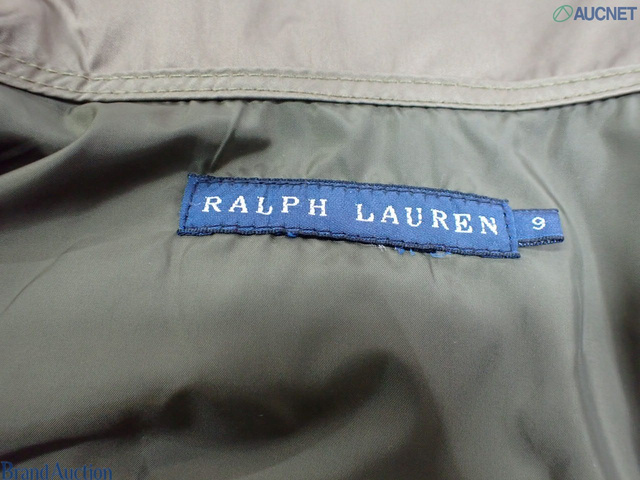 AUCNET
RALPH LAUREN 9
Brand Auction